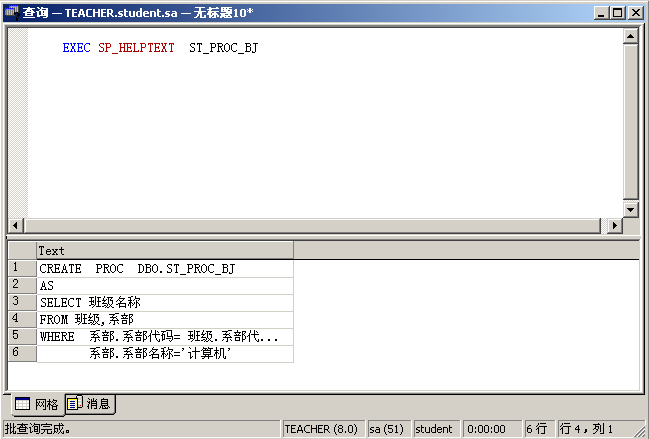 查询 — TEACHER.student.sa — 无标题10*
EXEC SP_HELPTEXT  ST_PROC_BJ
Text
1 CREATE  PROC  DBO.ST_PROC_BJ
2 AS
3 SELECT 班级名称
4 FROM 班级,系部
5 WHERE  系部.系部代码= 班级.系部代...
6 系部.系部名称='计算机'
网格 消息
批查询完成。 TEACHER (8.0) sa (51) student 0:00:00 6 行 行 4，列 1